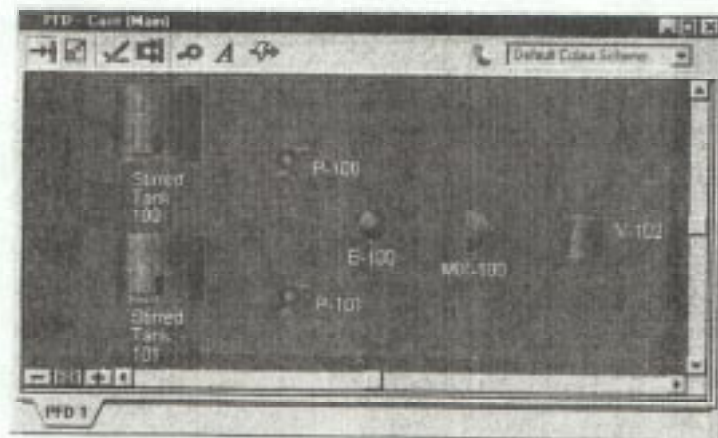 PFD - Case (Main)
A
Default Colour Scheme
Stirred
Tank
100
P-100
E-100
MIX-100
V-102
Stirred
Tank
101
P-101
PFD 1